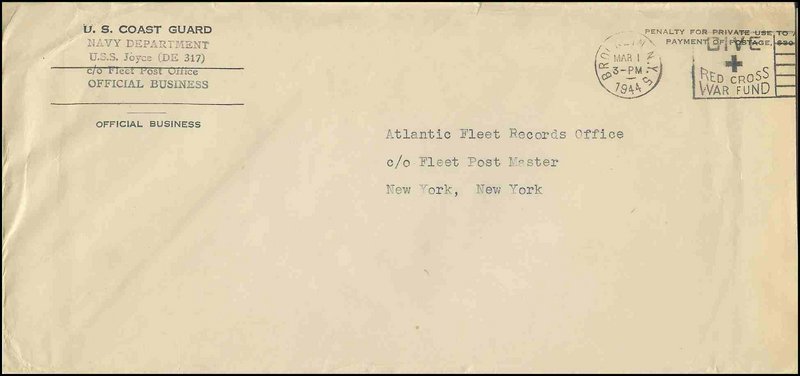 U. S. COAST GUARD
NAVY DEPARTMENT
U.S.S. Joyce (DE 317)
c/o Fleet Post Office
OFFICIAL BUSINESS
OFFICIAL BUSINESS
PENALTY FOR PRIVATE USE, TO
PAYMENT OF POSTAGE,
BROOKLYN, N.Y.
MAR 1
3-PM
1944
GIVE
RED CROSS
WAR FUND
Atlantic Fleet Records Office
c/o Fleet Post Master
New York, New York